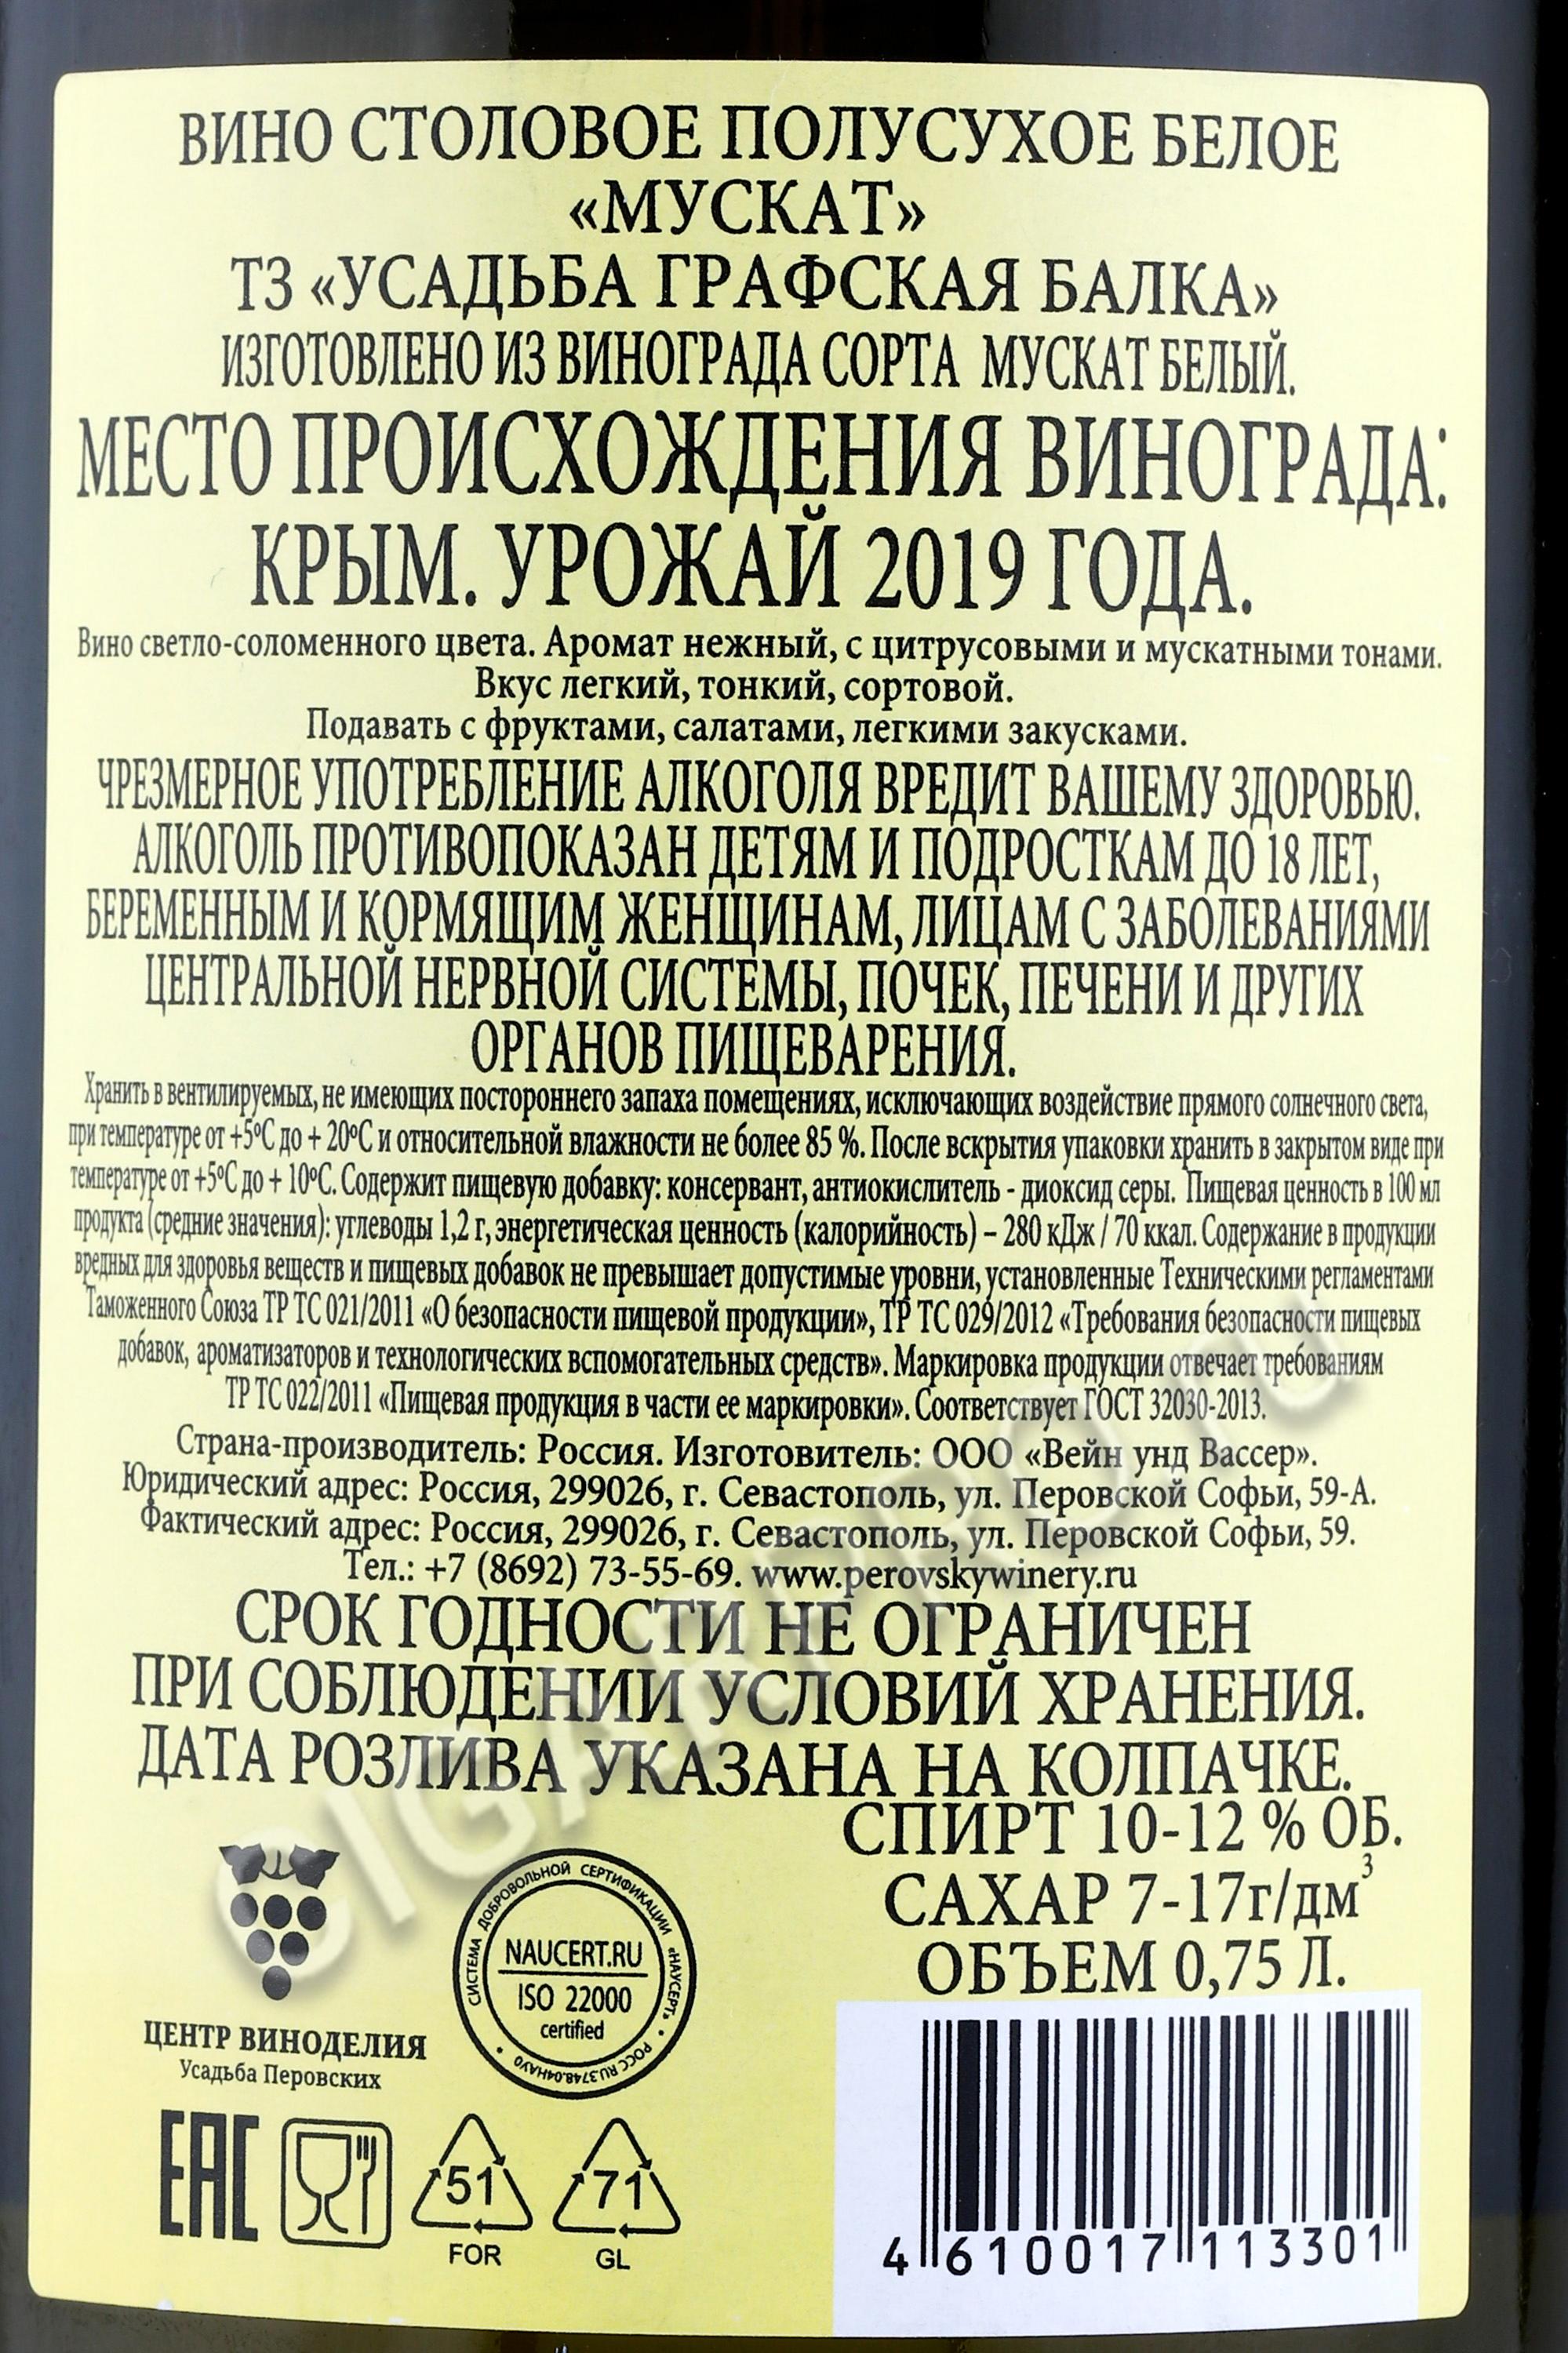 ВИНО СТОЛОВОЕ ПОЛУСУХОЕ БЕЛОЕ
«МУСКАТ»
ТЗ «УСАДЬБА ГРАФСКАЯ БАЛКА»
ИЗГОТОВЛЕНО ИЗ ВИНОГРАДА СОРТА МУСКАТ БЕЛЫЙ.
МЕСТО ПРОИСХОЖДЕНИЯ ВИНОГРАДА:
КРЫМ. УРОЖАЙ 2019 ГОДА.
Вино светло-соломенного цвета. Аромат нежный, с цитрусовыми и мускатными тонами.
Вкус легкий, тонкий, сортовой.
Подавать с фруктами, салатами, легкими закусками.
ЧРЕЗМЕРНОЕ УПОТРЕБЛЕНИЕ АЛКОГОЛЯ ВРЕДИТ ВАШЕМУ ЗДОРОВЬЮ.
АЛКОГОЛЬ ПРОТИВОПОКАЗАН ДЕТЯМ И ПОДРОСТКАМ ДО 18 ЛЕТ,
БЕРЕМЕННЫМ И КОРМЯЩИМ ЖЕНЩИНАМ, ЛИЦАМ С ЗАБОЛЕВАНИЯМИ
ЦЕНТРАЛЬНОЙ НЕРВНОЙ СИСТЕМЫ, ПОЧЕК, ПЕЧЕНИ И ДРУГИХ
ОРГАНОВ ПИЩЕВАРЕНИЯ.
Хранить в вентилируемых, не имеющих постороннего запаха помещениях, исключающих воздействие прямого солнечного света,
при температуре от +5°С до + 20°С и относительной влажности не более 85 %. После вскрытия упаковки хранить в закрытом виде при
температуре от +5°С до + 10°С. Содержит пищевую добавку: консервант, антиокислитель - диоксид серы. Пищевая ценность в 100 мл
продукта (средние значения): углеводы 1,2 г, энергетическая ценность (калорийность) – 280 кДж / 70 ккал. Содержание в продукции
вредных для здоровья веществ и пищевых добавок не превышает допустимые уровни, установленные Техническими регламентами
Таможенного Союза ТР ТС 021/2011 «О безопасности пищевой продукции», ТР ТС 029/2012 «Требования безопасности пищевых
добавок, ароматизаторов и технологических вспомогательных средств». Маркировка продукции отвечает требованиям
ТР ТС 022/2011 «Пищевая продукция в части ее маркировки». Соответствует ГОСТ 32030-2013.
Страна-производитель: Россия. Изготовитель: ООО «Вейн унд Вассер».
Юридический адрес: Россия, 299026, г. Севастополь, ул. Перовской Софьи, 59-А.
Фактический адрес: Россия, 299026, г. Севастополь, ул. Перовской Софьи, 59.
Тел.: +7 (8692) 73-55-69. www.perovskywinery.ru
СРОК ГОДНОСТИ НЕ ОГРАНИЧЕН
ПРИ СОБЛЮДЕНИИ УСЛОВИЙ ХРАНЕНИЯ.
ДАТА РОЗЛИВА УКАЗАНА НА КОЛПАЧКЕ.
СПИРТ 10-12 % ОБ.
САХАР 7-17г/дм³
ОБЪЕМ 0,75 Л.
ЦЕНТР ВИНОДЕЛИЯ
Усадьба Перовских
СИСТЕМА ДОБРОВОЛЬНОЙ СЕРТИФИКАЦИИ «НАУСЕРТ»
NAUCERT.RU
ISO 22000
certified
РОСС RU.3748.04НАУ0
EAC
51
FOR
71
GL
4 610017 113301
CIGARPRO.RU